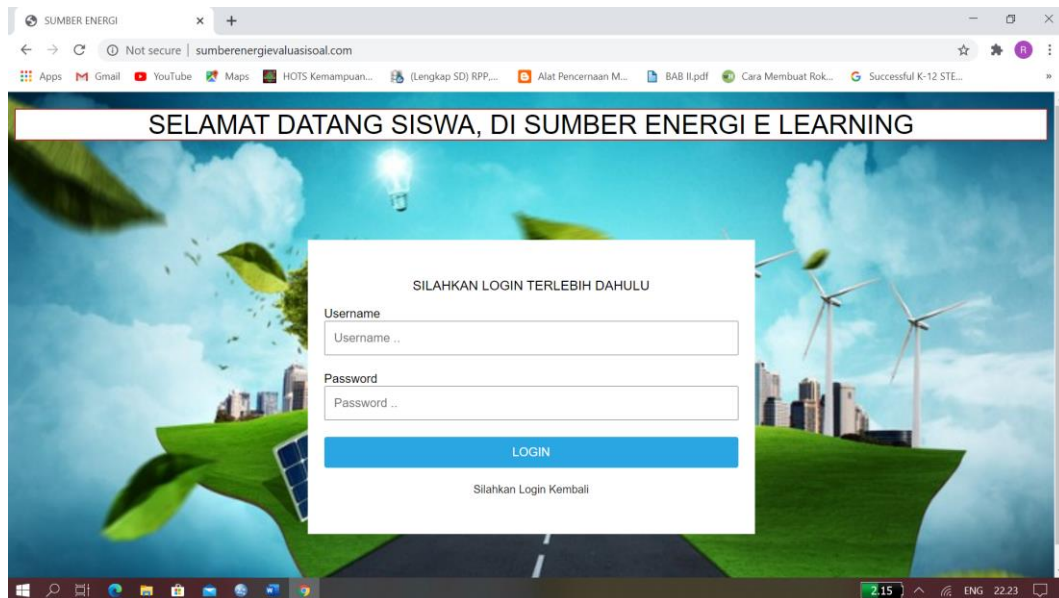 SUMBER ENERGI
Not secure | sumberenergievaluasisoal.com
R
Apps Gmail YouTube Maps HOTS Kemampuan... (Lengkap SD) RPP,... Alat Pencernaan M... BAB II.pdf Cara Membuat Rok... Successful K-12 STE... »
SELAMAT DATANG SISWA, DI SUMBER ENERGI E LEARNING
SILAHKAN LOGIN TERLEBIH DAHULU
Username
Username ..
Password
Password ..
LOGIN
Silahkan Login Kembali
2.15 ENG 22.23